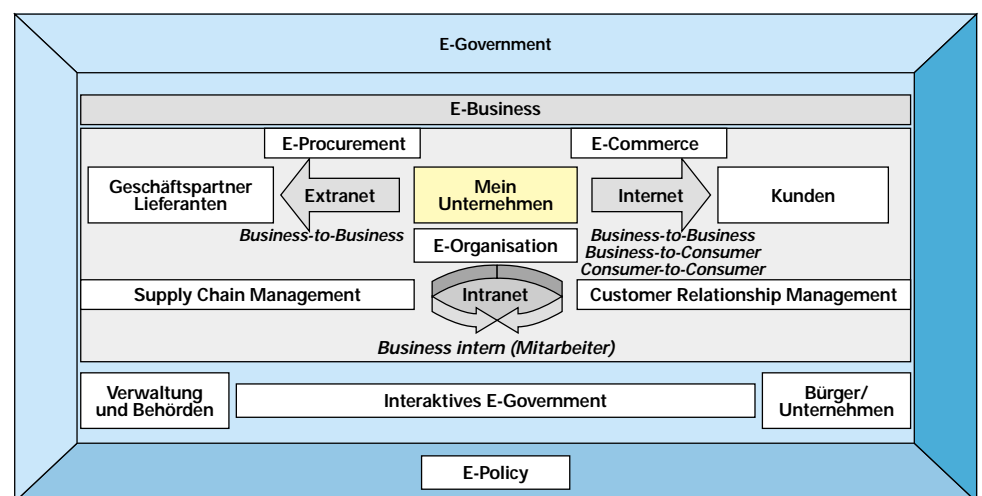 E-Government
E-Business
E-Procurement
E-Commerce
Geschäftspartner
Lieferanten
Extranet
Mein
Unternehmen
Internet
Kunden
Business-to-Business
E-Organisation
Business-to-Business
Business-to-Consumer
Consumer-to-Consumer
Supply Chain Management
Intranet
Customer Relationship Management
Business intern (Mitarbeiter)
Verwaltung
und Behörden
Interaktives E-Government
Bürger/
Unternehmen
E-Policy